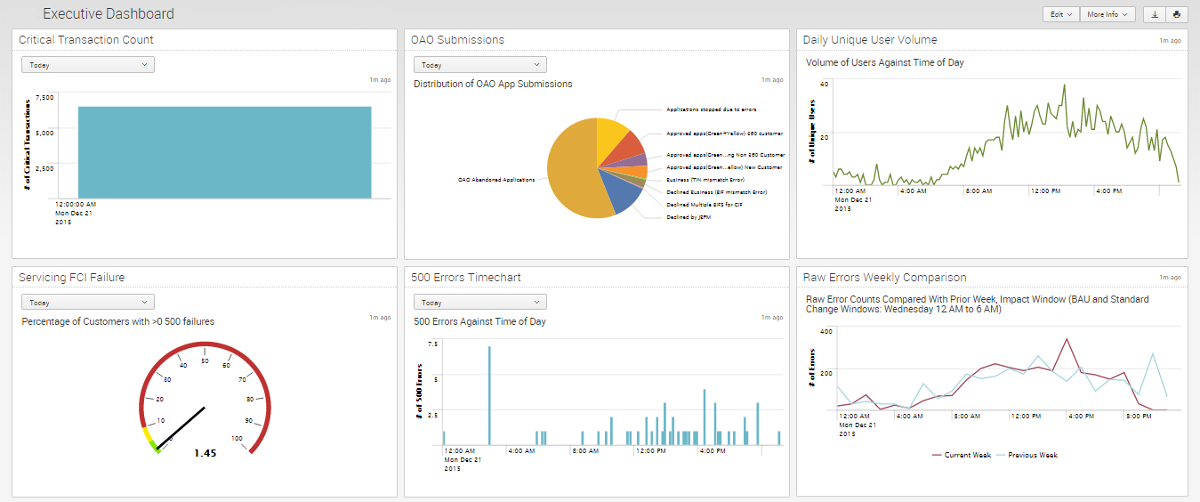 Executive Dashboard
Edit
More Info
Critical Transaction Count
Today
1m ago
7,500
5,000
2,500
# of Critical Transactions
12:00:00 AM
Mon Dec 21
2015
OAO Submissions
Today
1m ago
Distribution of OAO App Submissions
Applications stopped due to errors
Approved apps(Green+Yellow) 360 customer
Approved apps(Green...ng Non 360 Customer
Approved apps(Green...ellow) New Customer
Business (TIN mismatch Error)
Declined Business (EIF mismatch Error)
Declined Multiple EIFS for CIF
Declined by JEPM
OAO Abandoned Applications
Daily Unique User Volume
1m ago
Volume of Users Against Time of Day
40
20
# of Unique Users
12:00 AM
Mon Dec 21
2015
4:00 AM
8:00 AM
12:00 PM
4:00 PM
Servicing FCI Failure
Today
1m ago
Percentage of Customers with >0 500 failures
0
10
20
30
40
50
60
70
80
90
100
1.45
500 Errors Timechart
Today
1m ago
500 Errors Against Time of Day
7.5
5
2.5
# of 500 Errors
12:00 AM
Mon Dec 21
2015
4:00 AM
8:00 AM
12:00 PM
4:00 PM
Raw Errors Weekly Comparison
1m ago
Raw Error Counts Compared With Prior Week, Impact Window (BAU and Standard
Change Windows: Wednesday 12 AM to 6 AM)
400
200
# of Errors
12:00 AM
Mon Dec 21
2015
4:00 AM
8:00 AM
12:00 PM
4:00 PM
8:00 PM
Current Week
Previous Week